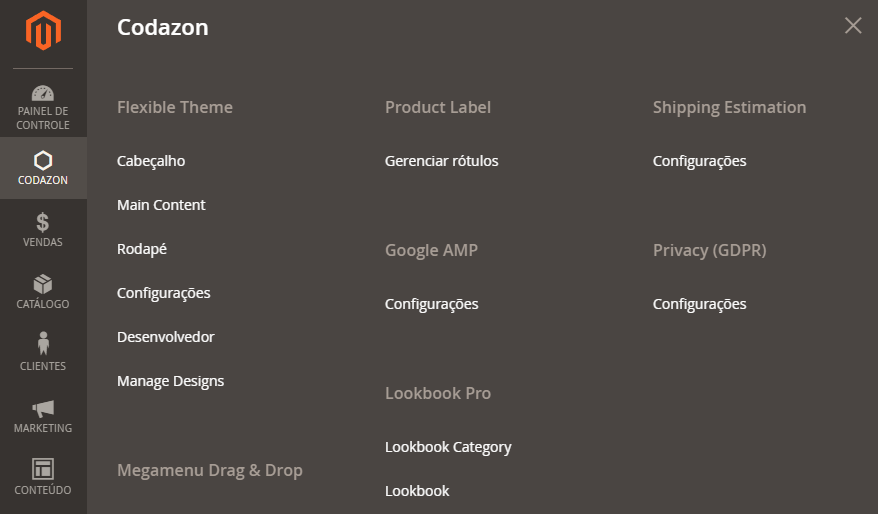 PAINEL DE
CONTROLE
CODAZON
VENDAS
CATÁLOGO
CLIENTES
MARKETING
CONTEÚDO
Codazon
Flexible Theme
Cabeçalho
Main Content
Rodapé
Configurações
Desenvolvedor
Manage Designs
Megamenu Drag & Drop
Product Label
Gerenciar rótulos
Google AMP
Configurações
Lookbook Pro
Lookbook Category
Lookbook
Shipping Estimation
Configurações
Privacy (GDPR)
Configurações